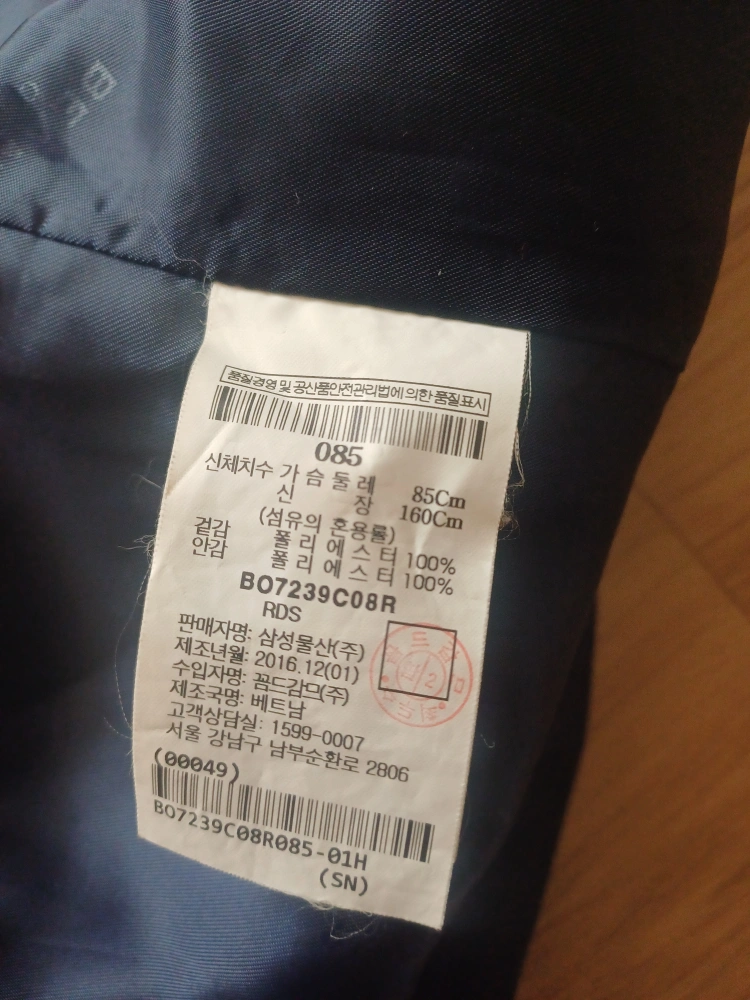 품질경영 및 공산품안전관리법에 의한 품질표시
085
신체치수 가슴둘레 85Cm
신장 160Cm
(섬유의 혼용률)
겉감 폴리에스터 100%
안감 폴리에스터 100%
BO7239C08R
RDS
판매자명: 삼성물산(주)
제조년월: 2016.12(01)
수입자명: 꼼드감므(주)
제조국명: 베트남
고객상담실: 1599-0007
서울 강남구 남부순환로 2806
(00049)
BO7239C08R085-01H
(SN)